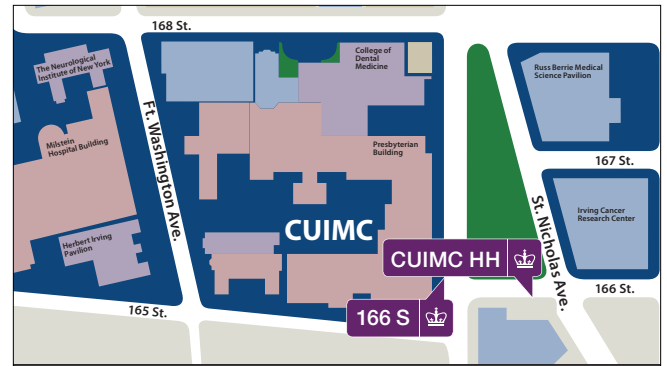 168 St.
The Neurological
Institute of New York
College of
Dental
Medicine
Russ Berrie Medical
Science Pavilion
Ft. Washington Ave.
Milstein
Hospital Building
Presbyterian
Building
167 St.
St. Nicholas Ave.
Irving Cancer
Research Center
Herbert Irving
Pavilion
CUIMC
CUIMC HH
166 St.
165 St.
166 S